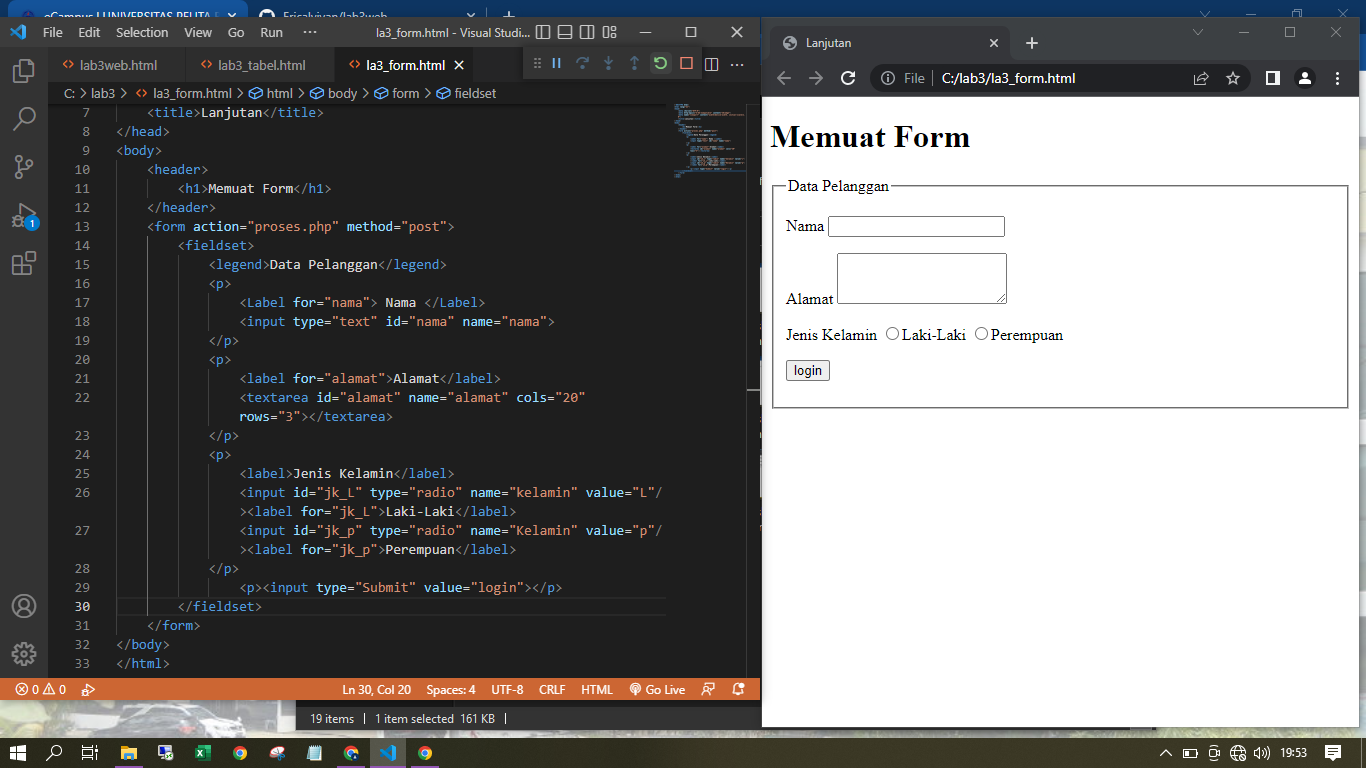 eCampus | UNIVERSITAS PELITA
Ericalvivan/lab3web
File Edit Selection View Go Run ··· la3_form.html - Visual Studi...
lab3web.html lab3_tabel.html la3_form.html
C: > lab3 > la3_form.html > html > body > form > fieldset
7 <title>Lanjutan</title>
8 </head>
9 <body>
10 <header>
11 <h1>Memuat Form</h1>
12 </header>
13 <form action="proses.php" method="post">
14 <fieldset>
15 <legend>Data Pelanggan</legend>
16 <p>
17 <Label for="nama"> Nama </Label>
18 <input type="text" id="nama" name="nama">
19 </p>
20 <p>
21 <label for="alamat">Alamat</label>
22 <textarea id="alamat" name="alamat" cols="20"
rows="3"></textarea>
23 </p>
24 <p>
25 <label>Jenis Kelamin</label>
26 <input id="jk_L" type="radio" name="kelamin" value="L"/
><label for="jk_L">Laki-Laki</label>
27 <input id="jk_p" type="radio" name="Kelamin" value="p"/
><label for="jk_p">Perempuan</label>
28 </p>
29 <p><input type="Submit" value="login"></p>
30 </fieldset>
31 </form>
32 </body>
33 </html>
1
0 0
Ln 30, Col 20 Spaces: 4 UTF-8 CRLF HTML Go Live
Lanjutan
File | C:/lab3/la3_form.html
Memuat Form
Data Pelanggan
Nama
Alamat
Jenis Kelamin Laki-Laki Perempuan
login
19 items | 1 item selected 161 KB |
19:53